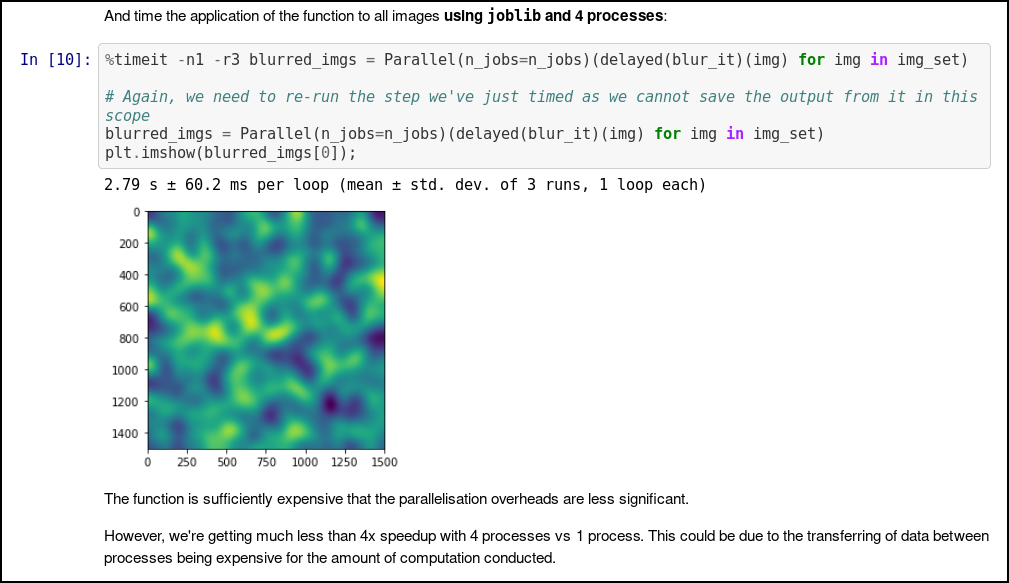 And time the application of the function to all images using joblib and 4 processes:
In [10]: %timeit -n1 -r3 blurred_imgs = Parallel(n_jobs=n_jobs)(delayed(blur_it)(img) for img in img_set)
# Again, we need to re-run the step we've just timed as we cannot save the output from it in this
scope
blurred_imgs = Parallel(n_jobs=n_jobs)(delayed(blur_it)(img) for img in img_set)
plt.imshow(blurred_imgs[0]);
2.79 s ± 60.2 ms per loop (mean ± std. dev. of 3 runs, 1 loop each)
0
200
400
600
800
1000
1200
1400
0 250 500 750 1000 1250 1500
The function is sufficiently expensive that the parallelisation overheads are less significant.
However, we're getting much less than 4x speedup with 4 processes vs 1 process. This could be due to the transferring of data between
processes being expensive for the amount of computation conducted.